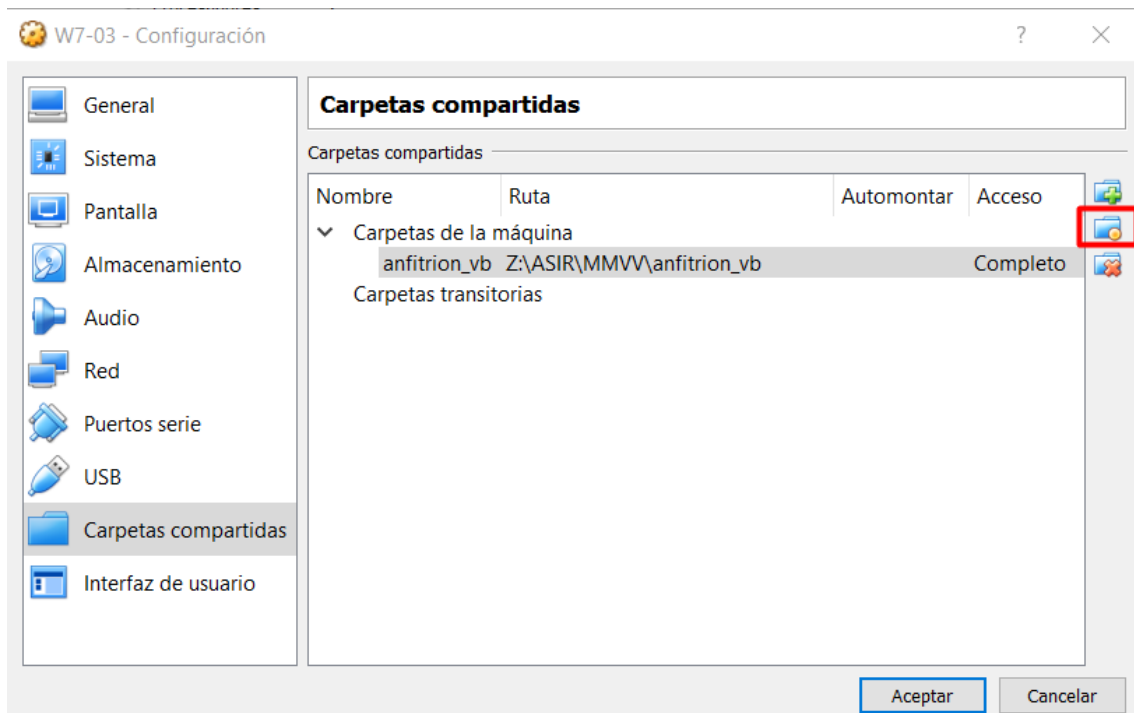 W7-03 - Configuración ?
General
Sistema
Pantalla
Almacenamiento
Audio
Red
Puertos serie
USB
Carpetas compartidas
Interfaz de usuario
Carpetas compartidas
Carpetas compartidas
Nombre Ruta Automontar Acceso
Carpetas de la máquina
anfitrion_vb Z:\ASIR\MMVV\anfitrion_vb Completo
Carpetas transitorias
Aceptar Cancelar